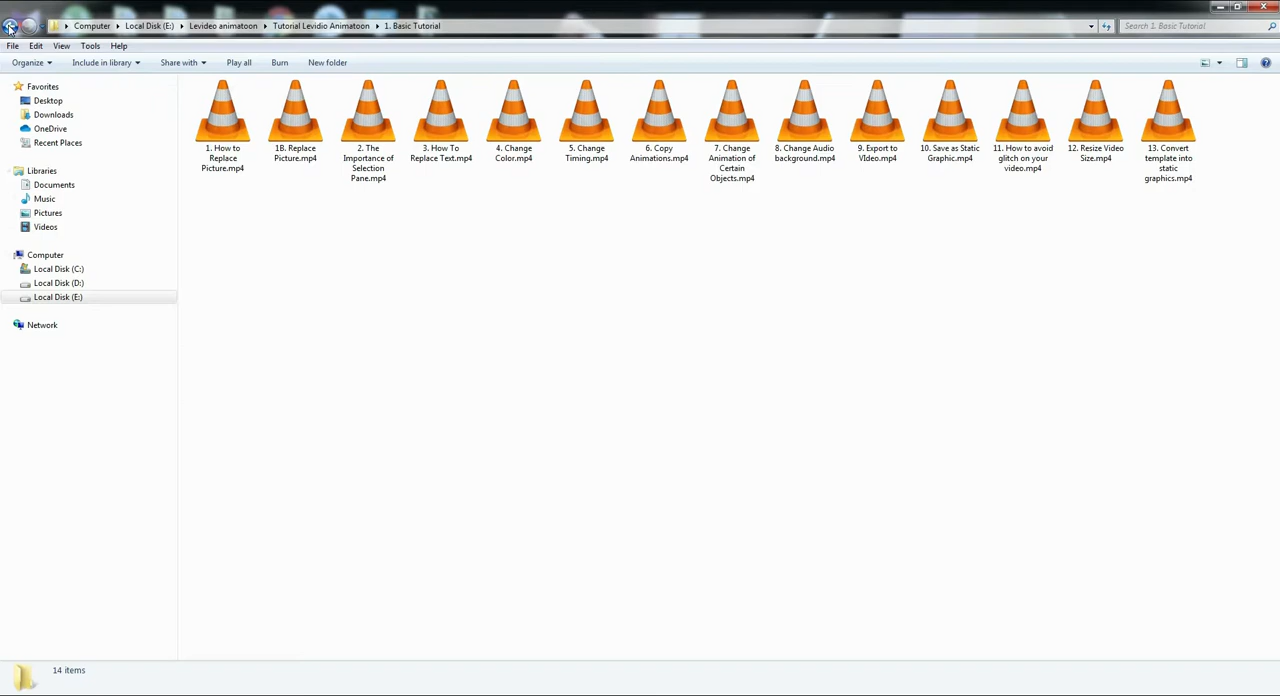 Computer Local Disk (E:) Levideo animatoon Tutorial Levidio Animatoon 1. Basic Tutorial Search 1. Basic Tutorial
File Edit View Tools Help
Organize Include in library Share with Play all Burn New folder
Favorites
Desktop
Downloads
OneDrive
Recent Places
Libraries
Documents
Music
Pictures
Videos
Computer
Local Disk (C:)
Local Disk (D:)
Local Disk (E:)
Network
1. How to
Replace
Picture.mp4
1B. Replace
Picture.mp4
2. The
Importance of
Selection
Pane.mp4
3. How To
Replace Text.mp4
4. Change
Color.mp4
5. Change
Timing.mp4
6. Copy
Animations.mp4
7. Change
Animation of
Certain
Objects.mp4
8. Change Audio
background.mp4
9. Export to
VIdeo.mp4
10. Save as Static
Graphic.mp4
11. How to avoid
glitch on your
video.mp4
12. Resize Video
Size.mp4
13. Convert
template into
static
graphics.mp4
14 items